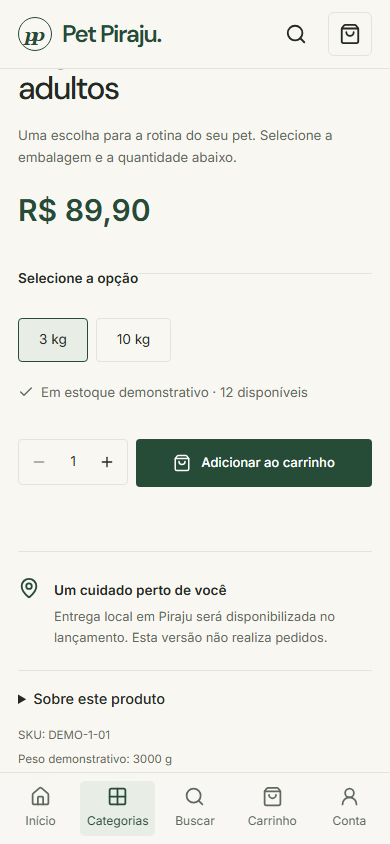 pp Pet Piraju.
adultos
Uma escolha para a rotina do seu pet. Selecione a
embalagem e a quantidade abaixo.
R$ 89,90
Selecione a opção
3 kg 10 kg
Em estoque demonstrativo · 12 disponíveis
1 Adicionar ao carrinho
Um cuidado perto de você
Entrega local em Piraju será disponibilizada no
lançamento. Esta versão não realiza pedidos.
Sobre este produto
SKU: DEMO-1-01
Peso demonstrativo: 3000 g
Início Categorias Buscar Carrinho Conta